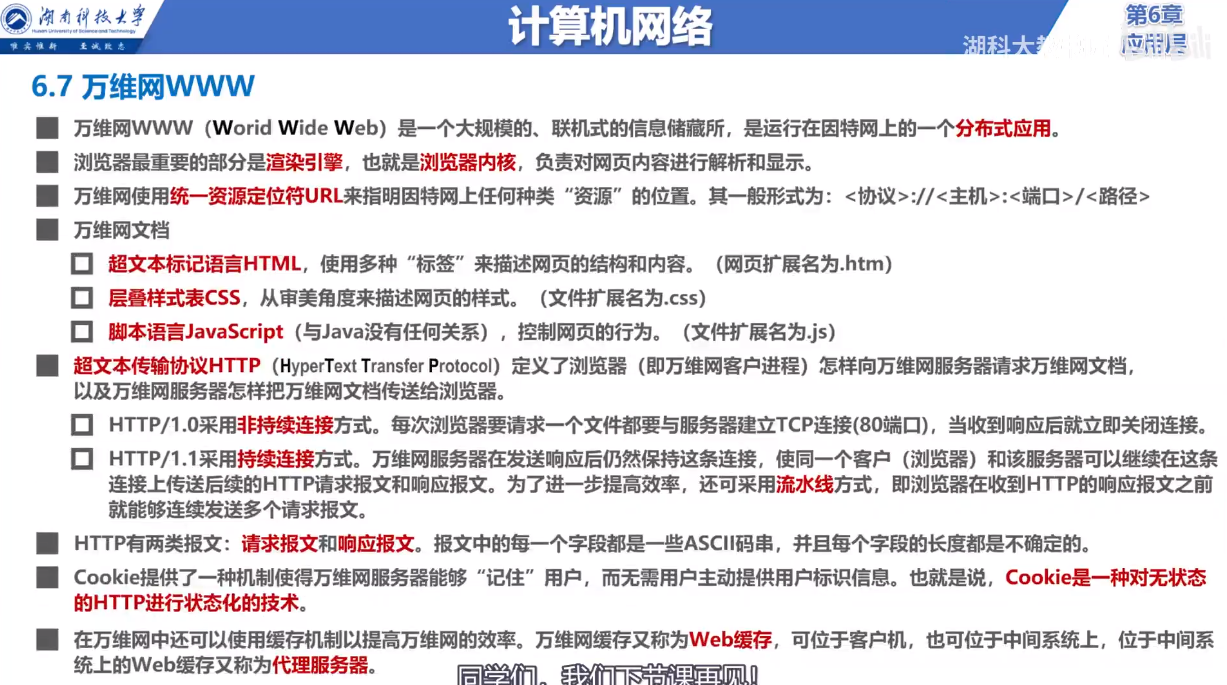 湖南科技大学
Hunan University of Science and Technology
唯实惟新 至诚致志
计算机网络
第6章
应用层
湖科大教
bilibili
6.7 万维网WWW
万维网WWW（Worid Wide Web）是一个大规模的、联机式的信息储藏所，是运行在因特网上的一个分布式应用。
浏览器最重要的部分是渲染引擎，也就是浏览器内核，负责对网页内容进行解析和显示。
万维网使用统一资源定位符URL来指明因特网上任何种类“资源”的位置。其一般形式为：<协议>://<主机>:<端口>/<路径>
万维网文档
超文本标记语言HTML，使用多种“标签”来描述网页的结构和内容。（网页扩展名为.htm）
层叠样式表CSS，从审美角度来描述网页的样式。（文件扩展名为.css）
脚本语言JavaScript（与Java没有任何关系），控制网页的行为。（文件扩展名为.js）
超文本传输协议HTTP（HyperText Transfer Protocol）定义了浏览器（即万维网客户进程）怎样向万维网服务器请求万维网文档，
以及万维网服务器怎样把万维网文档传送给浏览器。
HTTP/1.0采用非持续连接方式。每次浏览器要请求一个文件都要与服务器建立TCP连接(80端口)，当收到响应后就立即关闭连接。
HTTP/1.1采用持续连接方式。万维网服务器在发送响应后仍然保持这条连接，使同一个客户（浏览器）和该服务器可以继续在这条
连接上传送后续的HTTP请求报文和响应报文。为了进一步提高效率，还可采用流水线方式，即浏览器在收到HTTP的响应报文之前
就能够连续发送多个请求报文。
HTTP有两类报文：请求报文和响应报文。报文中的每一个字段都是一些ASCII码串，并且每个字段的长度都是不确定的。
Cookie提供了一种机制使得万维网服务器能够“记住”用户，而无需用户主动提供用户标识信息。也就是说，Cookie是一种对无状态
的HTTP进行状态化的技术。
在万维网中还可以使用缓存机制以提高万维网的效率。万维网缓存又称为Web缓存，可位于客户机，也可位于中间系统上，位于中间系
统上的Web缓存又称为代理服务器。
同学们，我们下节课再见！